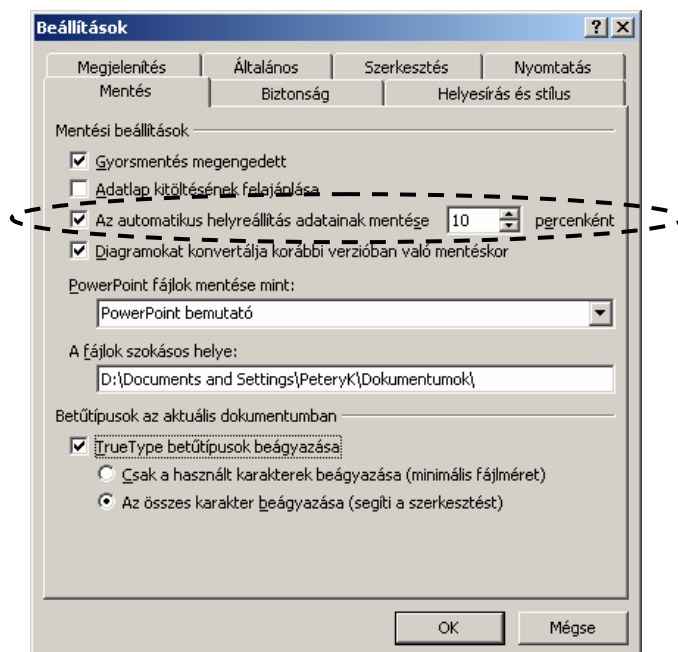 Beállítások
Megjelenítés Általános Szerkesztés Nyomtatás
Mentés Biztonság Helyesírás és stílus
Mentési beállítások
Gyorsmentés megengedett
Adatlap kitöltésének felajáplása
Az automatikus helyreállítás adatainak mentése 10 percenként
Diagramokat konvertálja korábbi verzióban való mentéskor
PowerPoint fájlok mentése mint:
PowerPoint bemutató
A fájlok szokásos helye:
D:\Documents and Settings\PeteryK\Dokumentumok\
Betűtípusok az aktuális dokumentumban
TrueType betűtípusok beágyazása
Csak a használt karakterek beágyazása (minimális fájlméret)
Az összes karakter beágyazása (segíti a szerkesztést)
OK Mégse